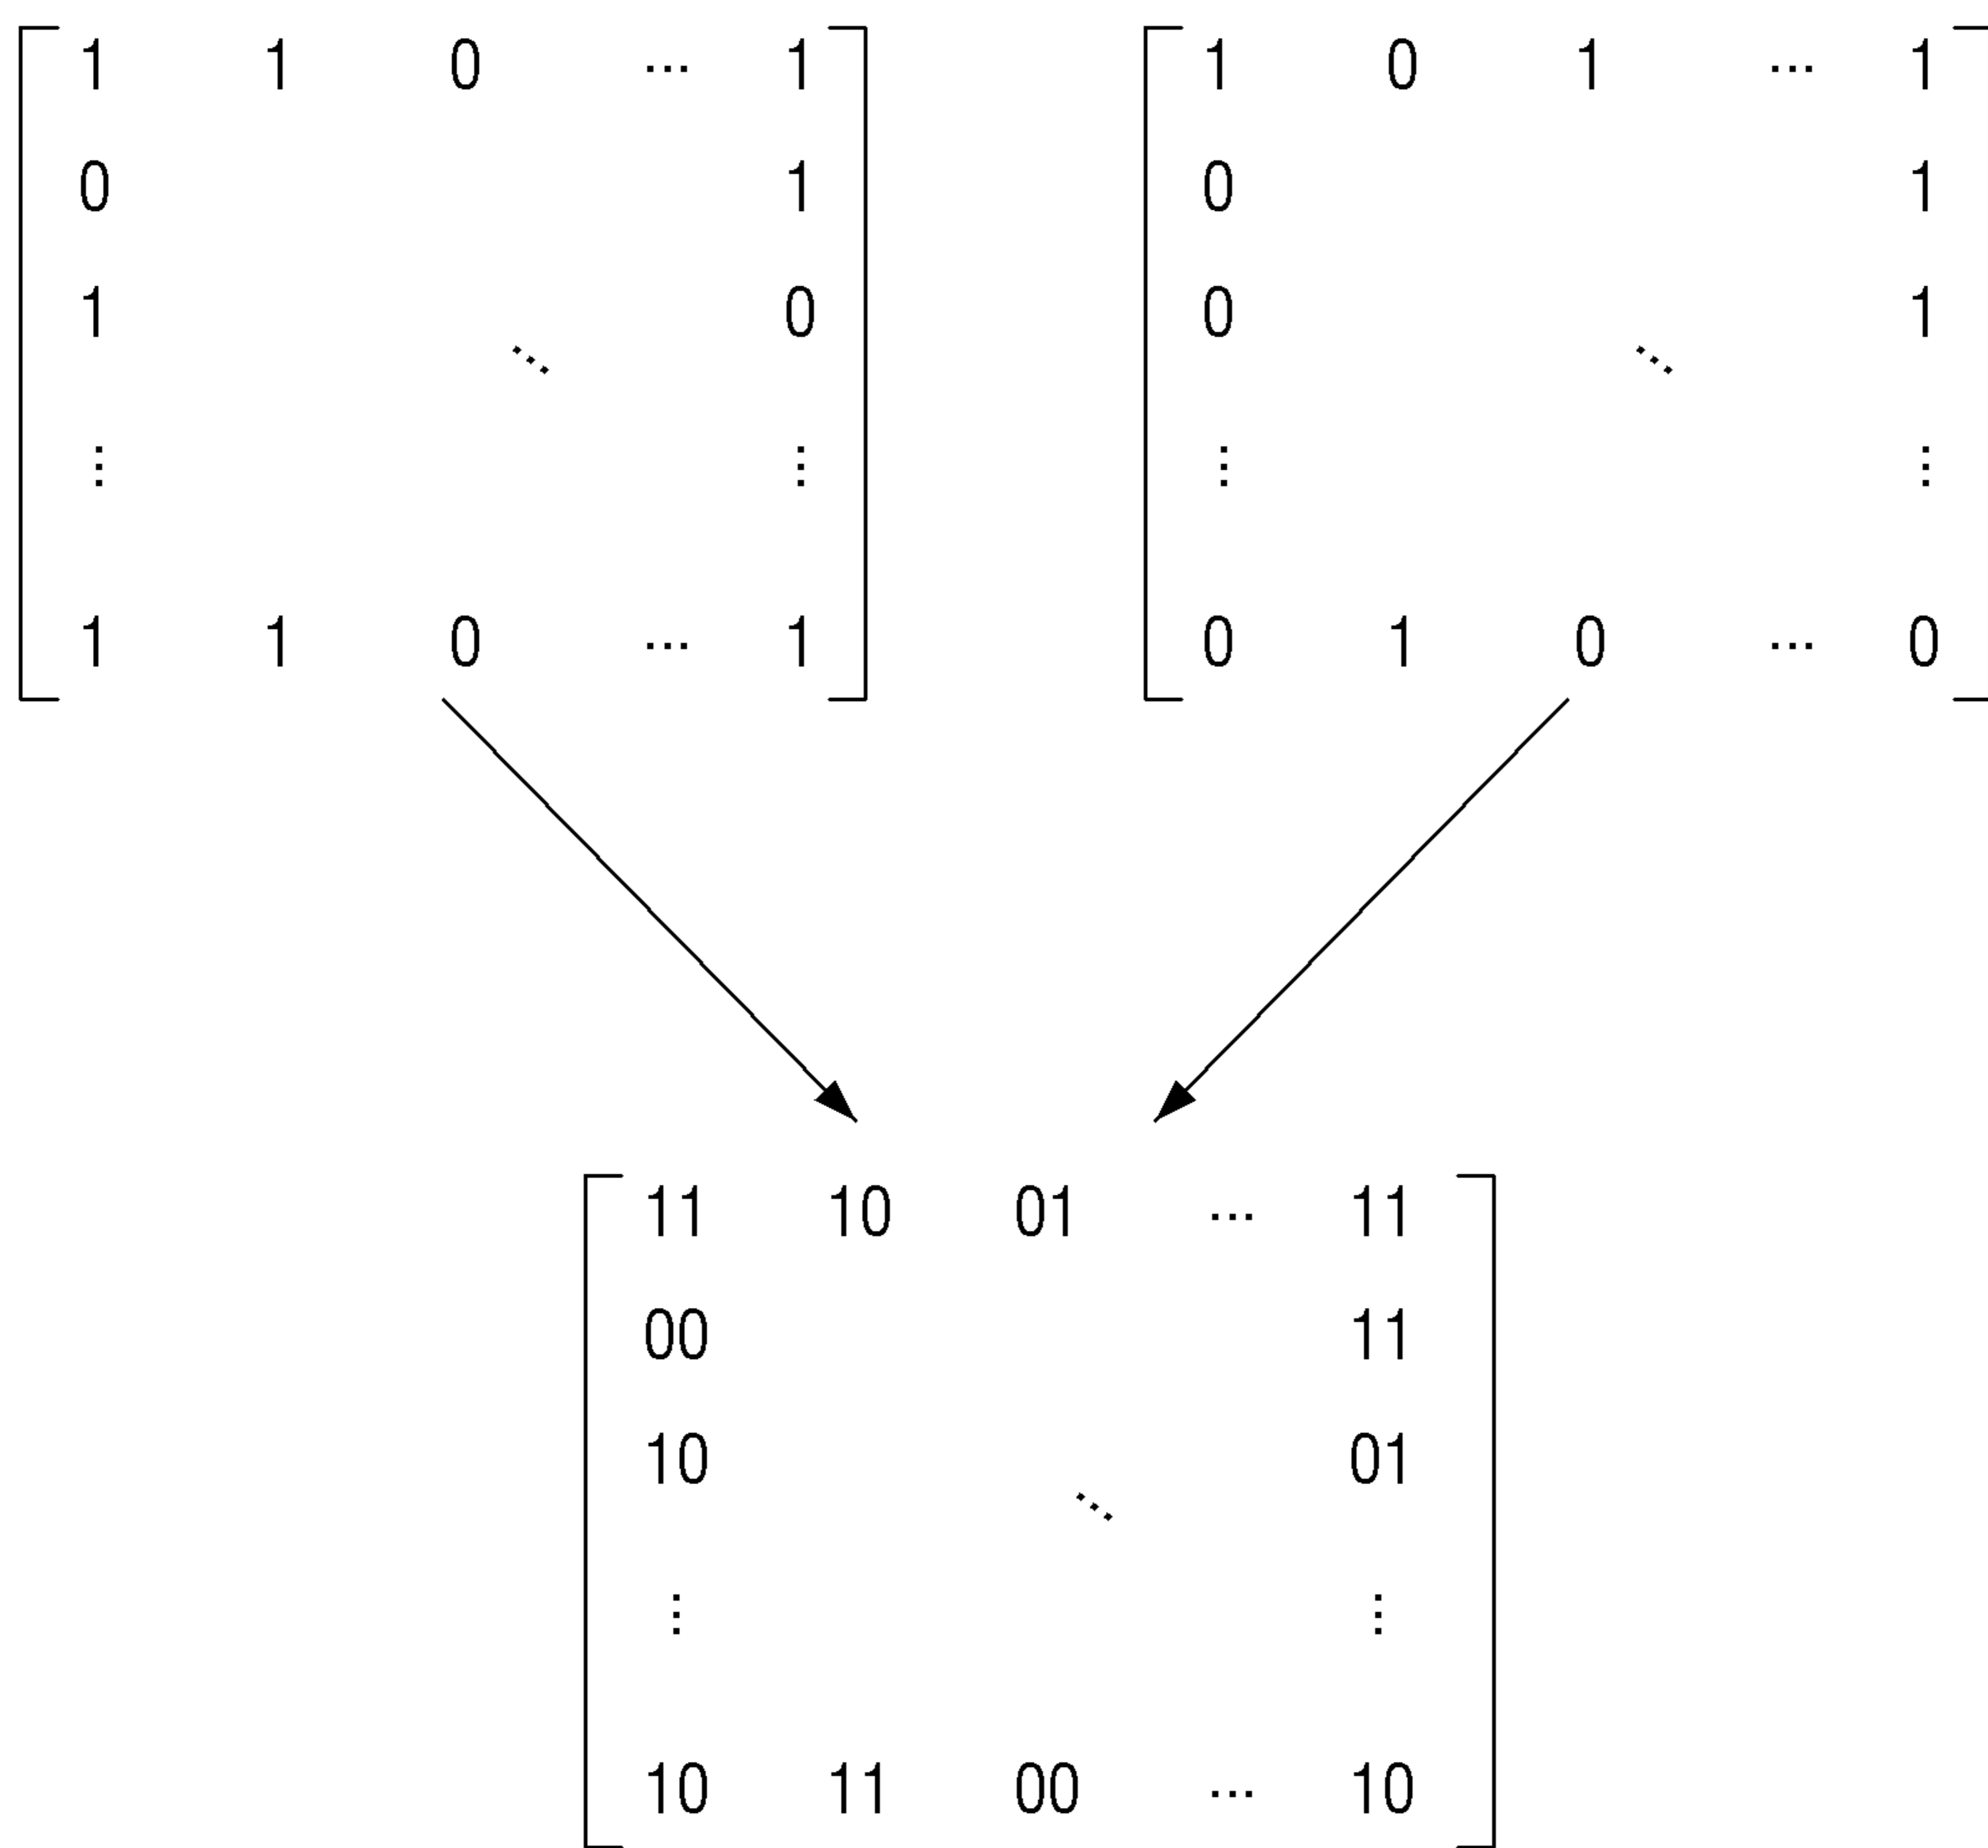 1 1 0 ... 1 1 0 1 ... 1
0 1 0 1
1 0 0 1
⋱ ⋱
⋮ ⋮ ⋮ ⋮
1 1 0 ... 1 0 1 0 ... 0
11 10 01 ... 11
00 11
10 01
⋱
⋮ ⋮
10 11 00 ... 10